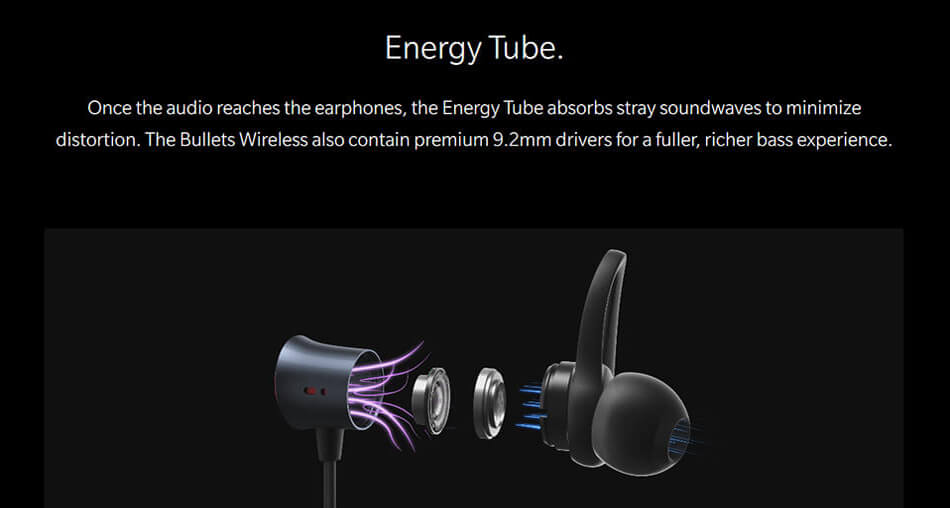 Energy Tube.
Once the audio reaches the earphones, the Energy Tube absorbs stray soundwaves to minimize
distortion. The Bullets Wireless also contain premium 9.2mm drivers for a fuller, richer bass experience.